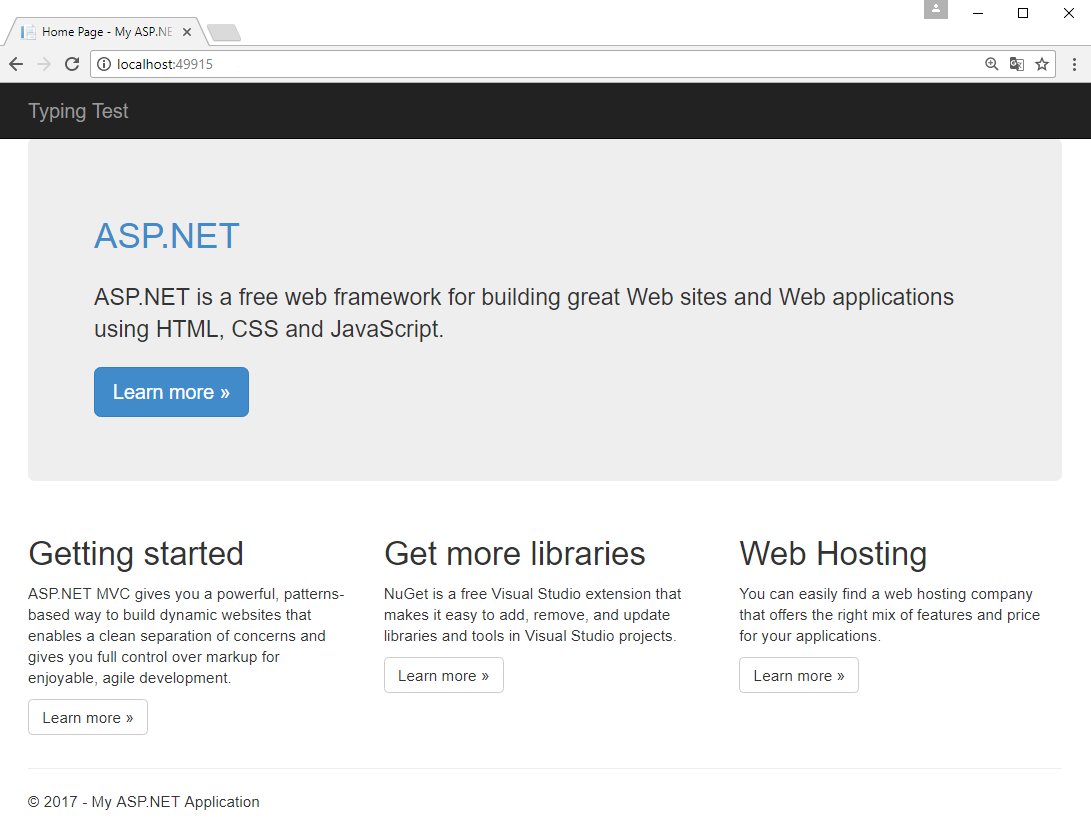 Home Page - My ASP.NE
localhost:49915
Typing Test
ASP.NET
ASP.NET is a free web framework for building great Web sites and Web applications
using HTML, CSS and JavaScript.
Learn more »
Getting started
ASP.NET MVC gives you a powerful, patterns-
based way to build dynamic websites that
enables a clean separation of concerns and
gives you full control over markup for
enjoyable, agile development.
Learn more »
Get more libraries
NuGet is a free Visual Studio extension that
makes it easy to add, remove, and update
libraries and tools in Visual Studio projects.
Learn more »
Web Hosting
You can easily find a web hosting company
that offers the right mix of features and price
for your applications.
Learn more »
© 2017 - My ASP.NET Application